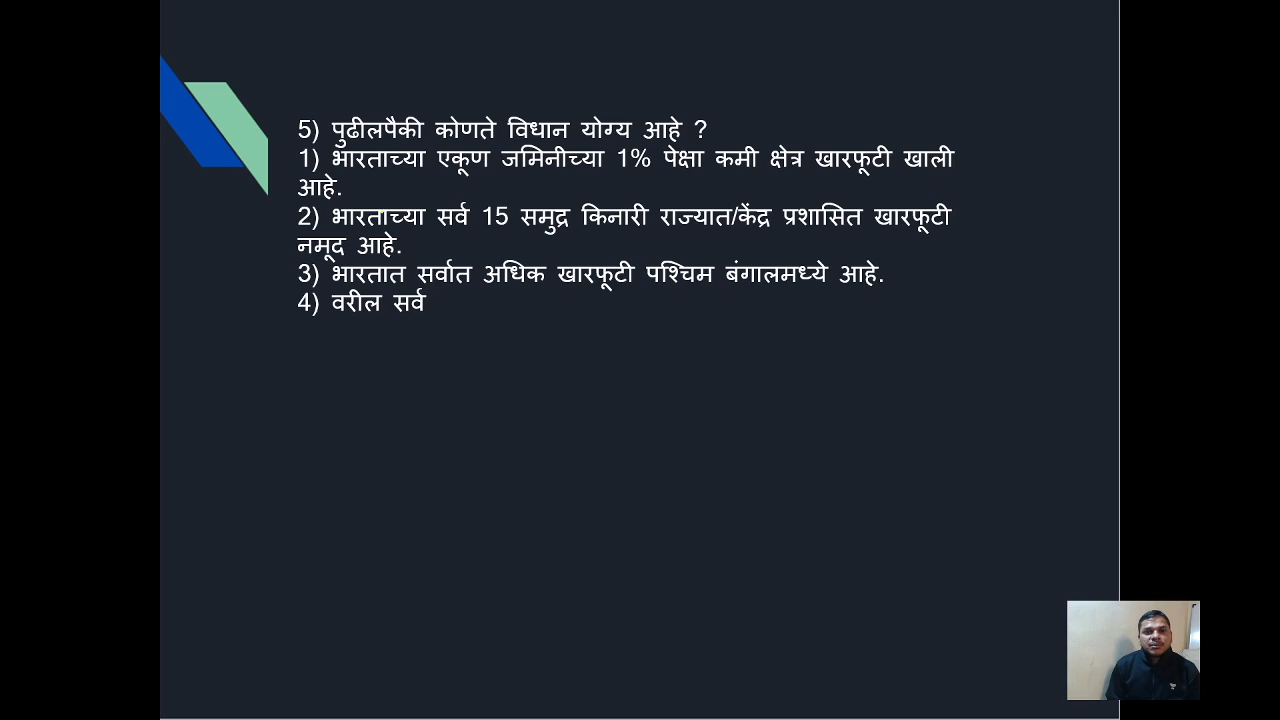 5) पुढीलपैकी कोणते विधान योग्य आहे ?
1) भारताच्या एकूण जमिनीच्या 1% पेक्षा कमी क्षेत्र खारफूटी खाली
आहे.
2) भारताच्या सर्व 15 समुद्र किनारी राज्यात/केंद्र प्रशासित खारफूटी
नमूद आहे.
3) भारतात सर्वात अधिक खारफूटी पश्चिम बंगालमध्ये आहे.
4) वरील सर्व